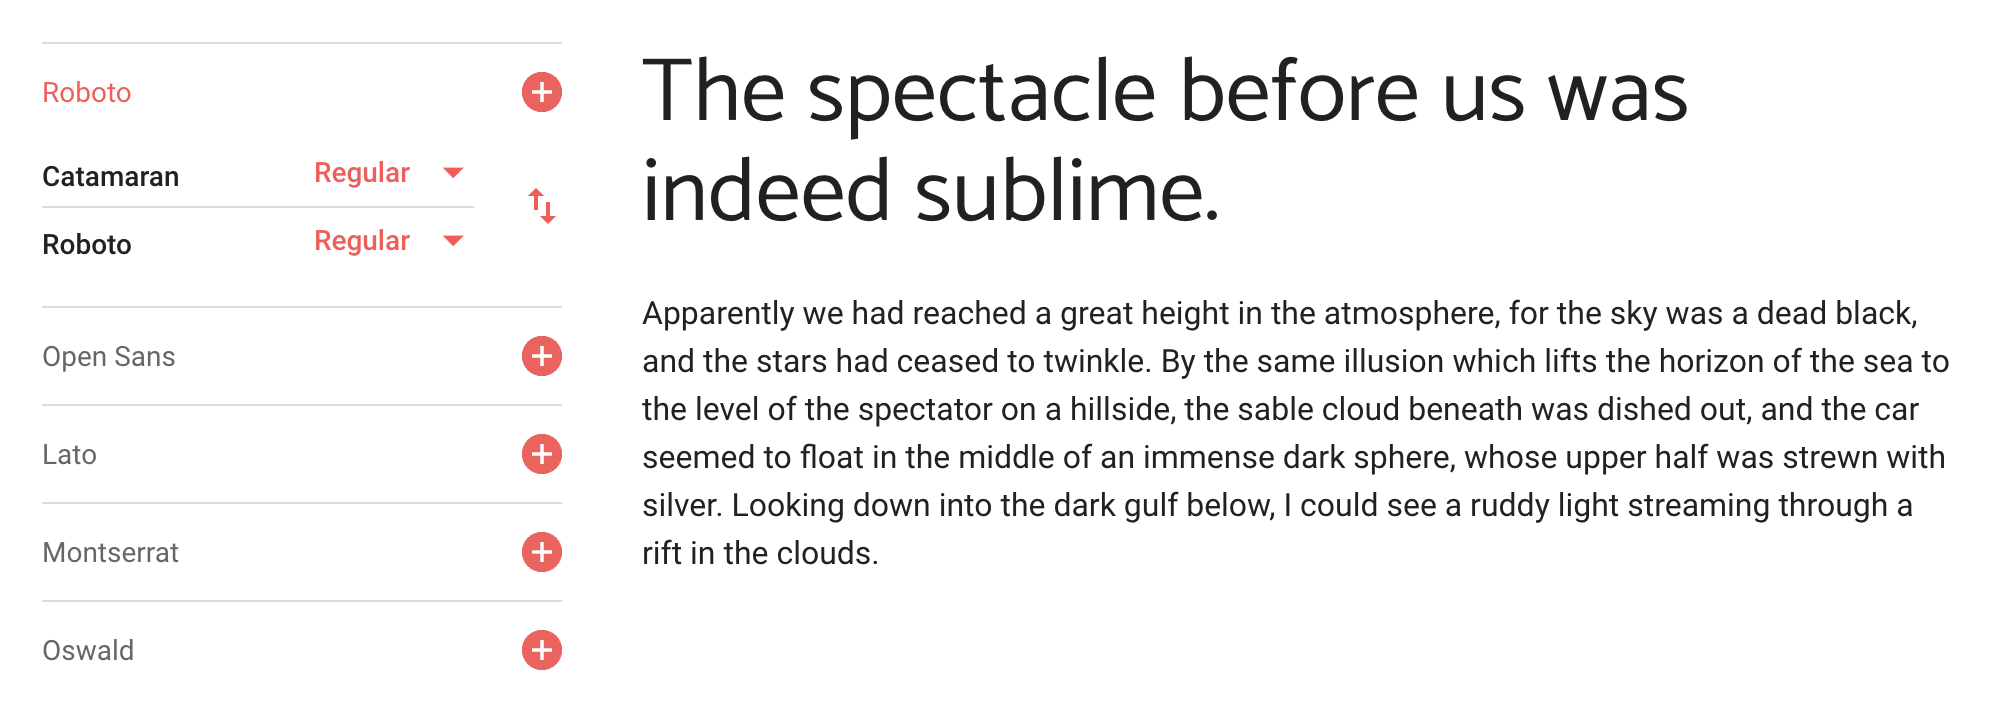 Roboto
Catamaran Regular
Roboto Regular
Open Sans
Lato
Montserrat
Oswald
The spectacle before us was
indeed sublime.
Apparently we had reached a great height in the atmosphere, for the sky was a dead black,
and the stars had ceased to twinkle. By the same illusion which lifts the horizon of the sea to
the level of the spectator on a hillside, the sable cloud beneath was dished out, and the car
seemed to float in the middle of an immense dark sphere, whose upper half was strewn with
silver. Looking down into the dark gulf below, I could see a ruddy light streaming through a
rift in the clouds.